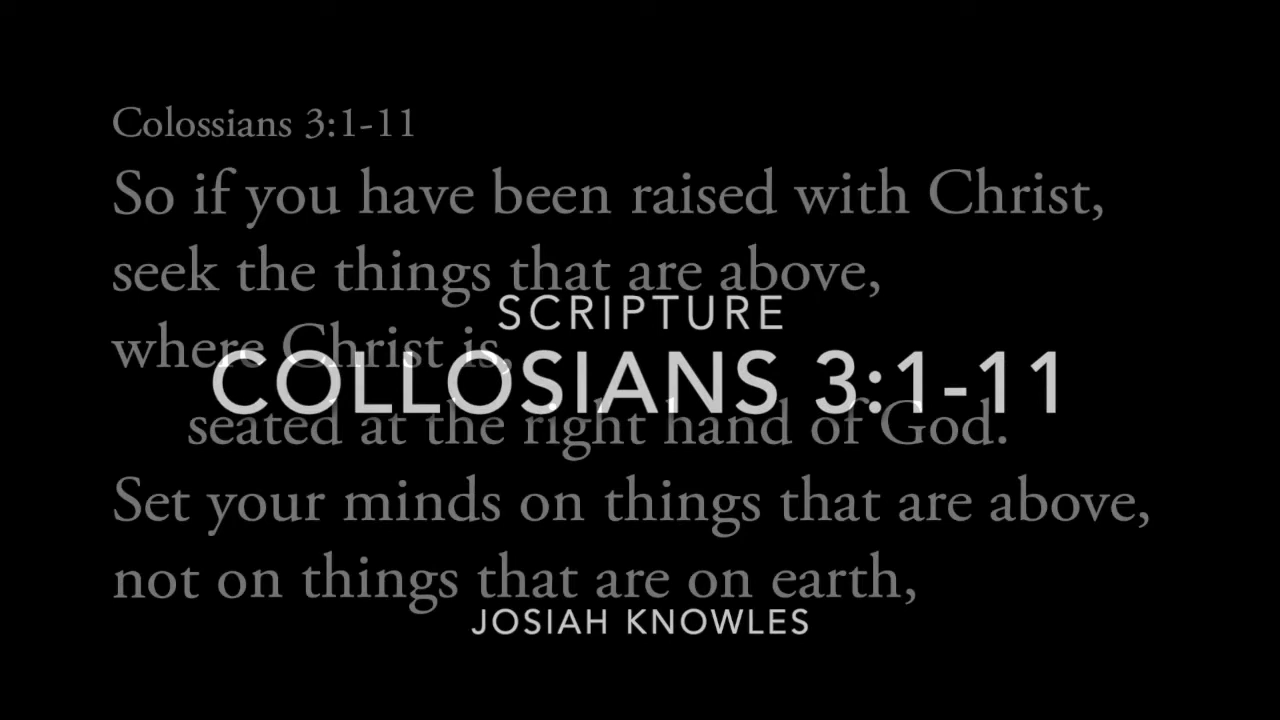 Colossians 3:1-11
So if you have been raised with Christ,
seek the things that are above,
SCRIPTURE
where Christ is,
COLLOSIANS 3:1-11
seated at the right hand of God.
Set your minds on things that are above,
not on things that are on earth,
JOSIAH KNOWLES